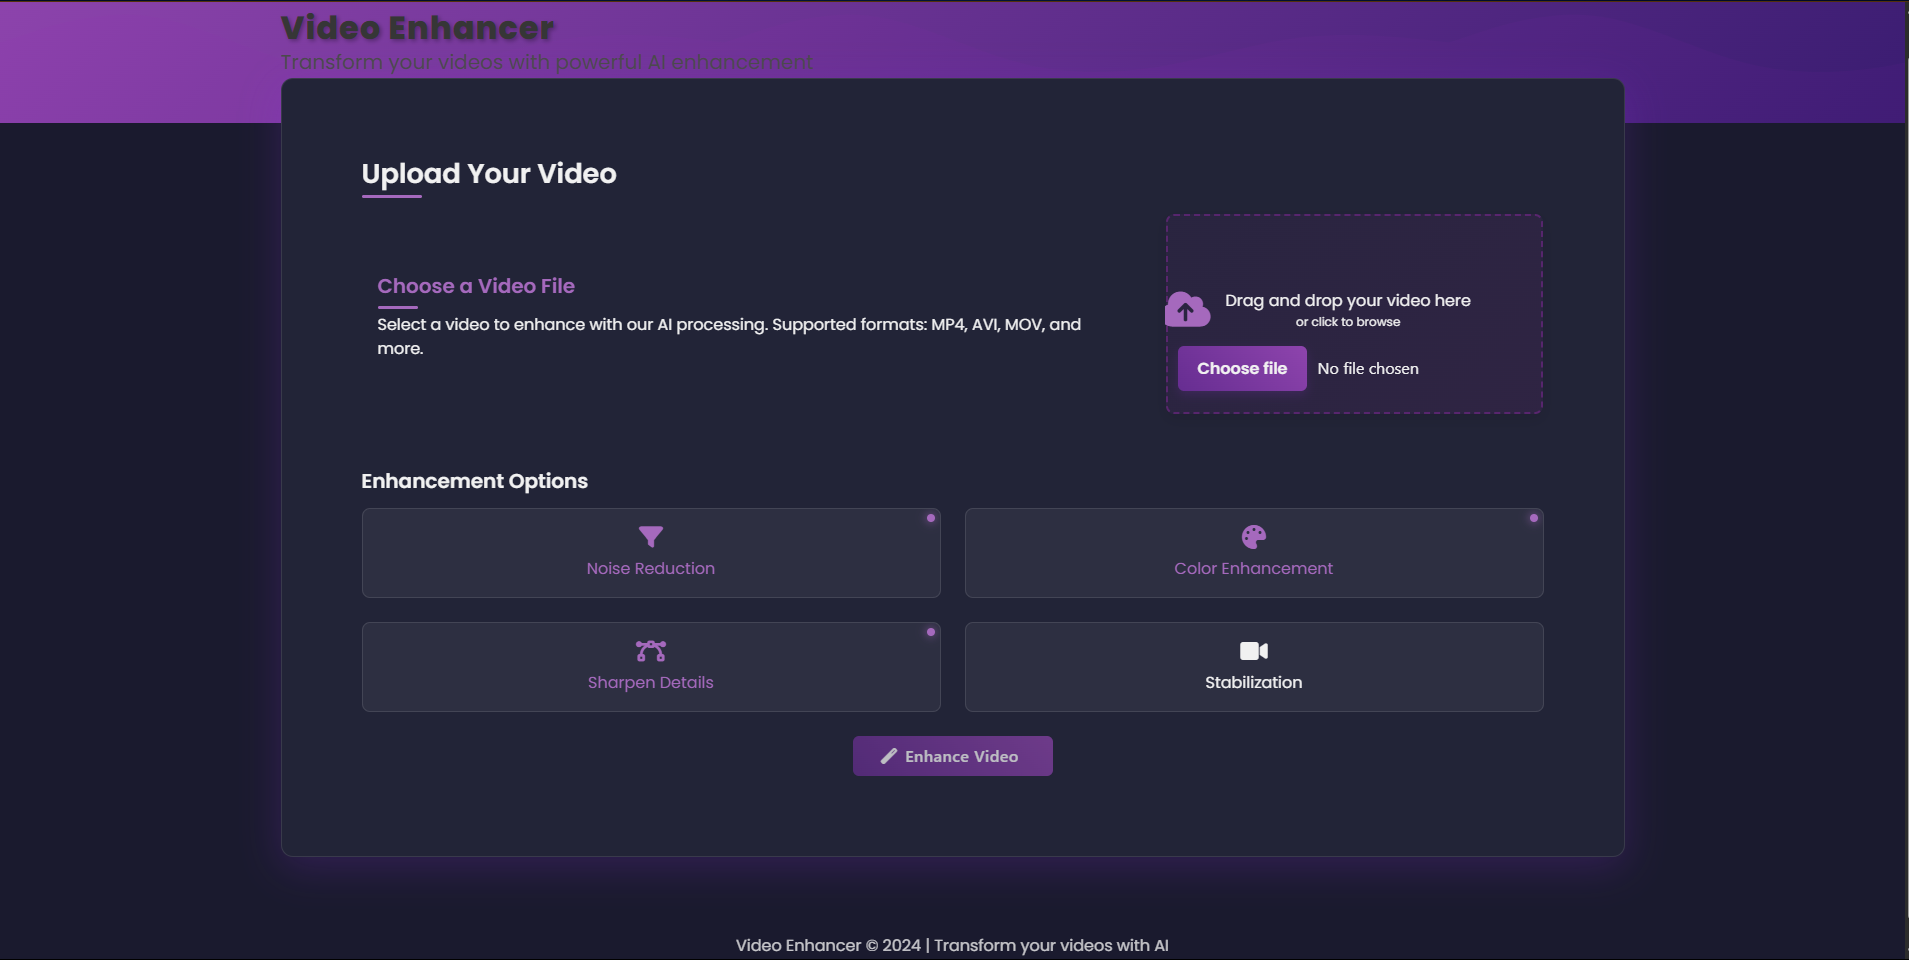 Video Enhancer
Transform your videos with powerful AI enhancement
Upload Your Video
Choose a Video File
Select a video to enhance with our AI processing. Supported formats: MP4, AVI, MOV, and
more.
Drag and drop your video here
or click to browse
Choose file No file chosen
Enhancement Options
Noise Reduction
Color Enhancement
Sharpen Details
Stabilization
Enhance Video
Video Enhancer © 2024 | Transform your videos with AI